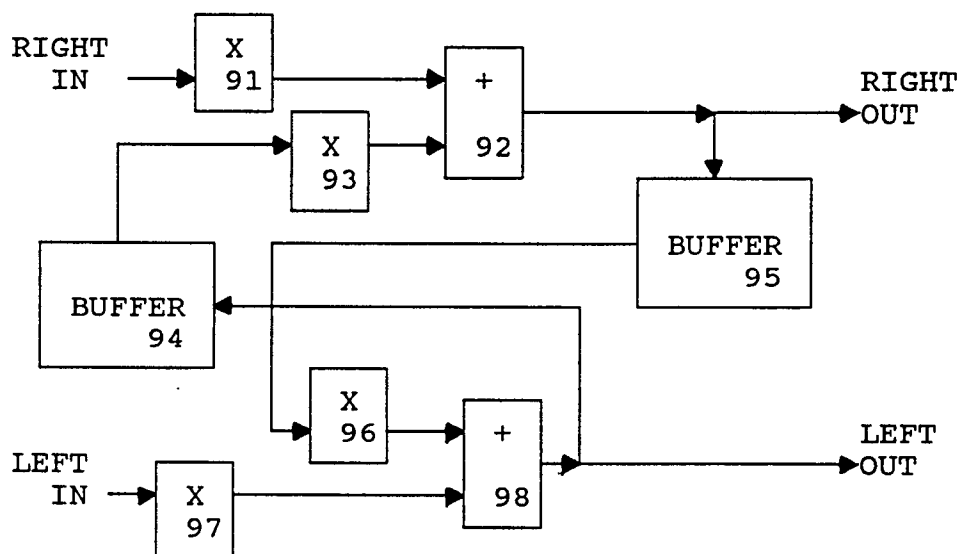 RIGHT
IN
X
91
+
92
RIGHT
OUT
X
93
BUFFER
95
BUFFER
94
X
96
+
98
LEFT
OUT
LEFT
IN
X
97